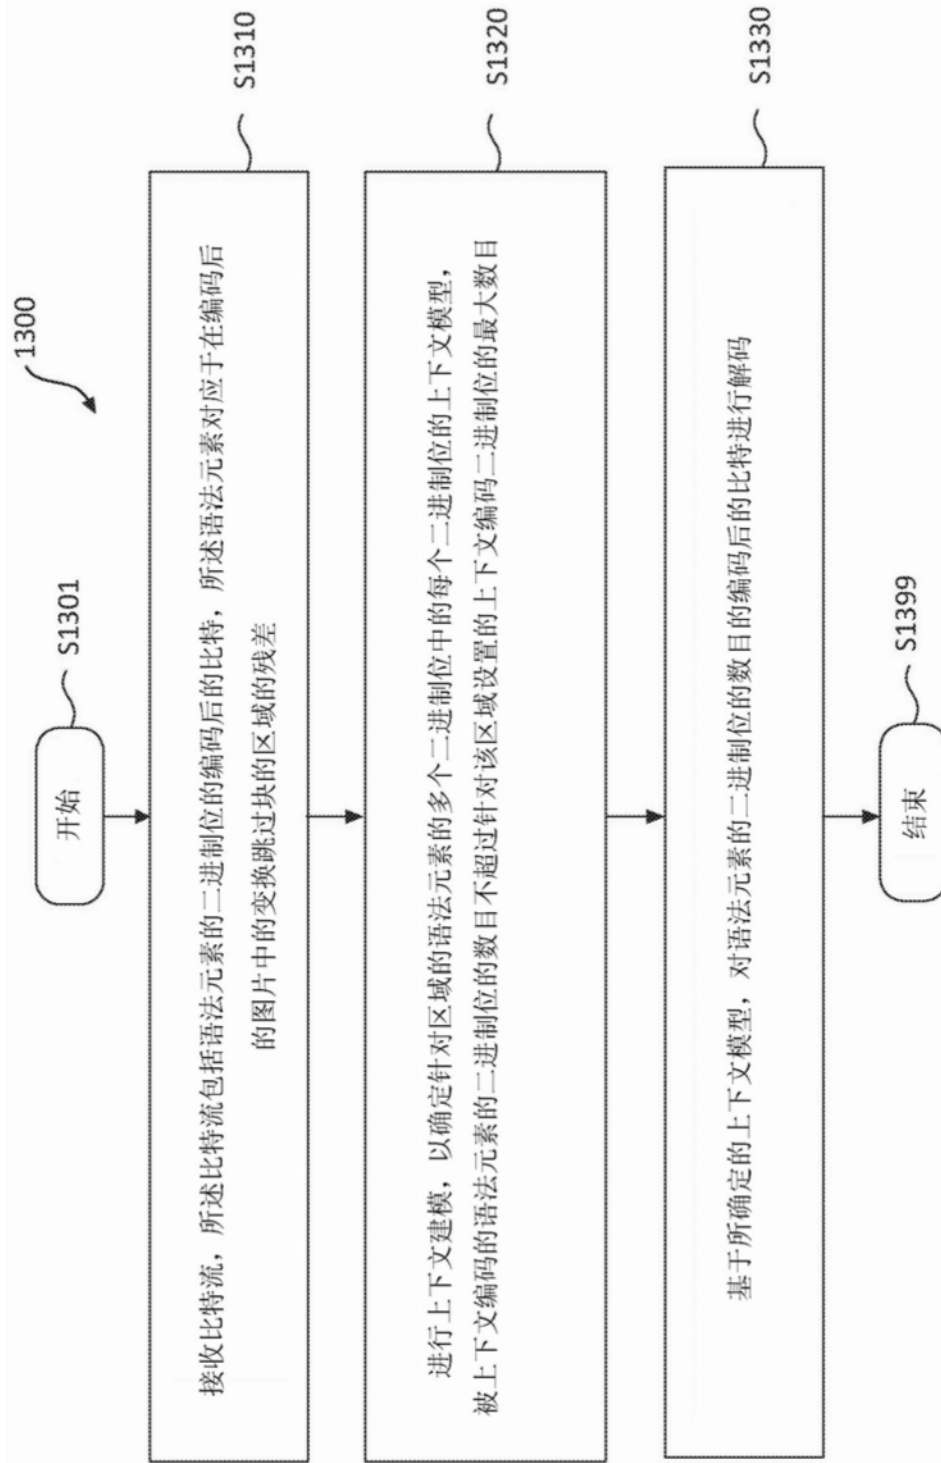 1300
开始
S1301
接收比特流，所述比特流包括语法元素的二进制位的编码后的比特，所述语法元素对应于在编码后
的图片中的变换跳过块的区域的残差
S1310
进行上下文建模，以确定针对区域的语法元素的多个二进制位中的每个二进制位的上下文模型，
被上下文编码的语法元素的二进制位的数目不超过针对该区域设置的上下文编码二进制位的最大数目
S1320
基于所确定的上下文模型，对语法元素的二进制位的数目的编码后的比特进行解码
S1330
结束
S1399